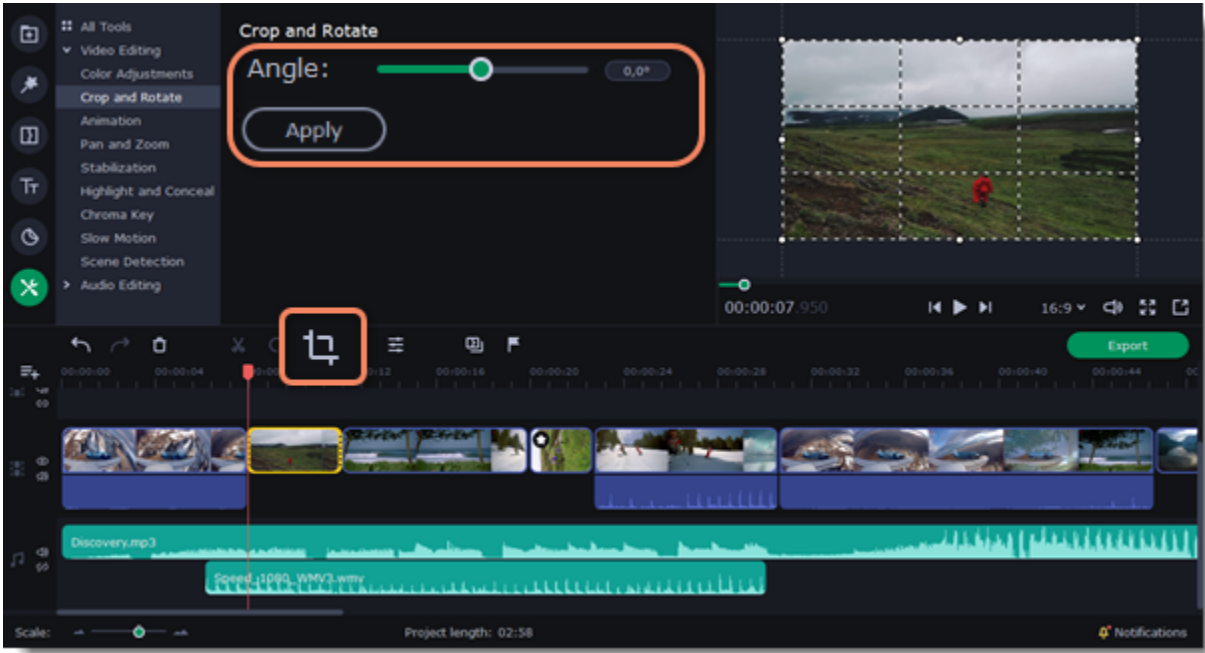 All Tools
Video Editing
Color Adjustments
Crop and Rotate
Animation
Pan and Zoom
Stabilization
Highlight and Conceal
Chroma Key
Slow Motion
Scene Detection
Audio Editing
Crop and Rotate
Angle:
0,0°
Apply
00:00:07.950
16:9
Export
00:00:00
00:00:04
:12
00:00:16
00:00:20
00:00:24
00:00:28
00:00:32
00:00:36
00:00:40
00:00:44
Discovery.mp3
Speed_1080_WMV3.wmv
Scale:
Project length: 02:58
Notifications